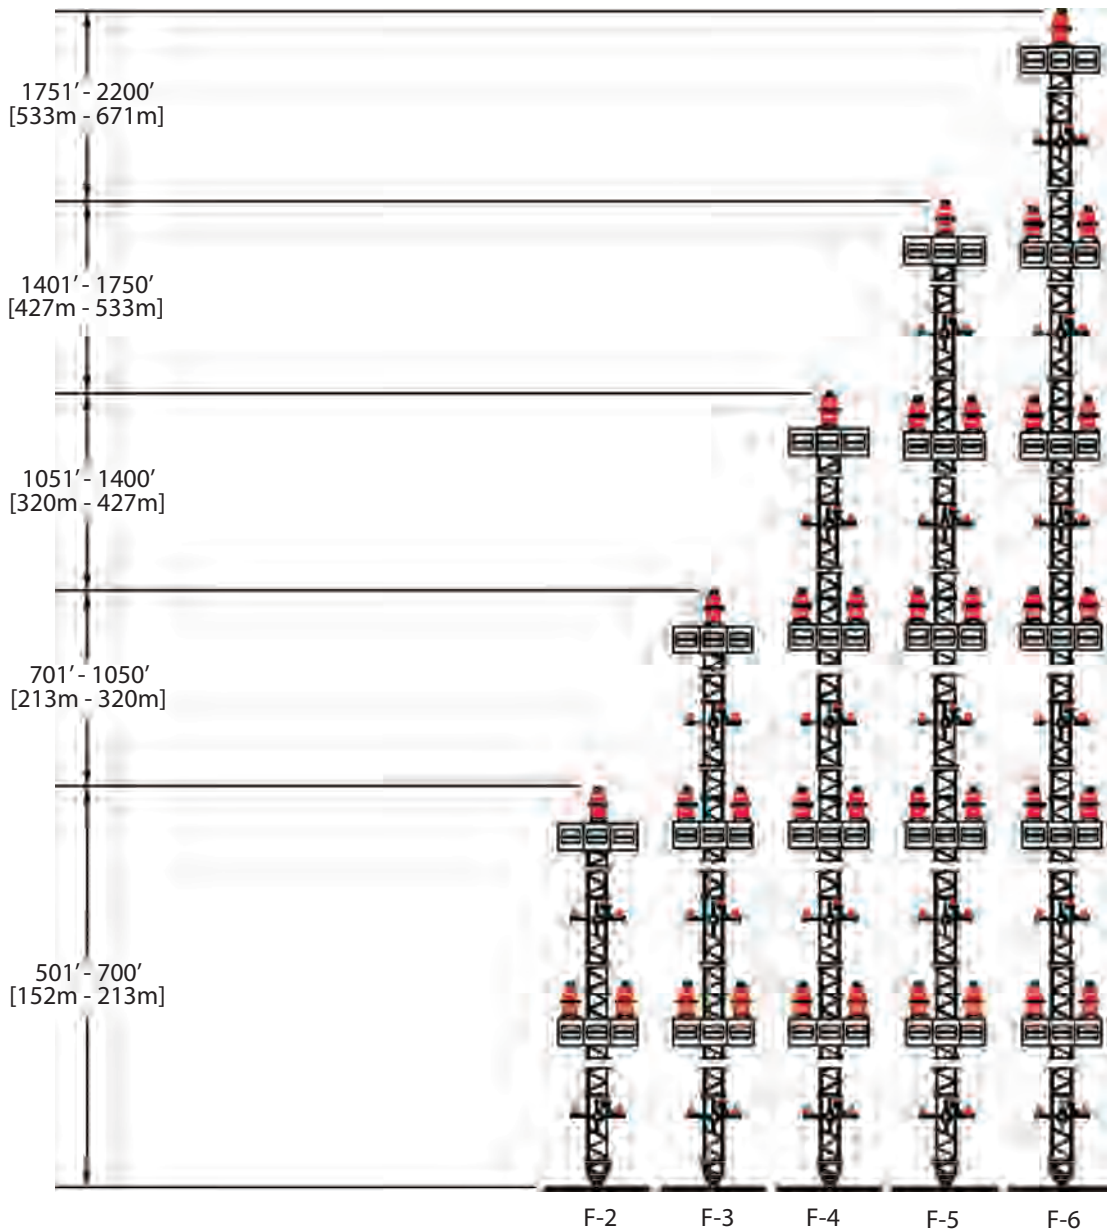 1751′ - 2200′
[533m - 671m]
1401′ - 1750′
[427m - 533m]
1051′ - 1400′
[320m - 427m]
701′ - 1050′
[213m - 320m]
501′ - 700′
[152m - 213m]
F-2 F-3 F-4 F-5 F-6